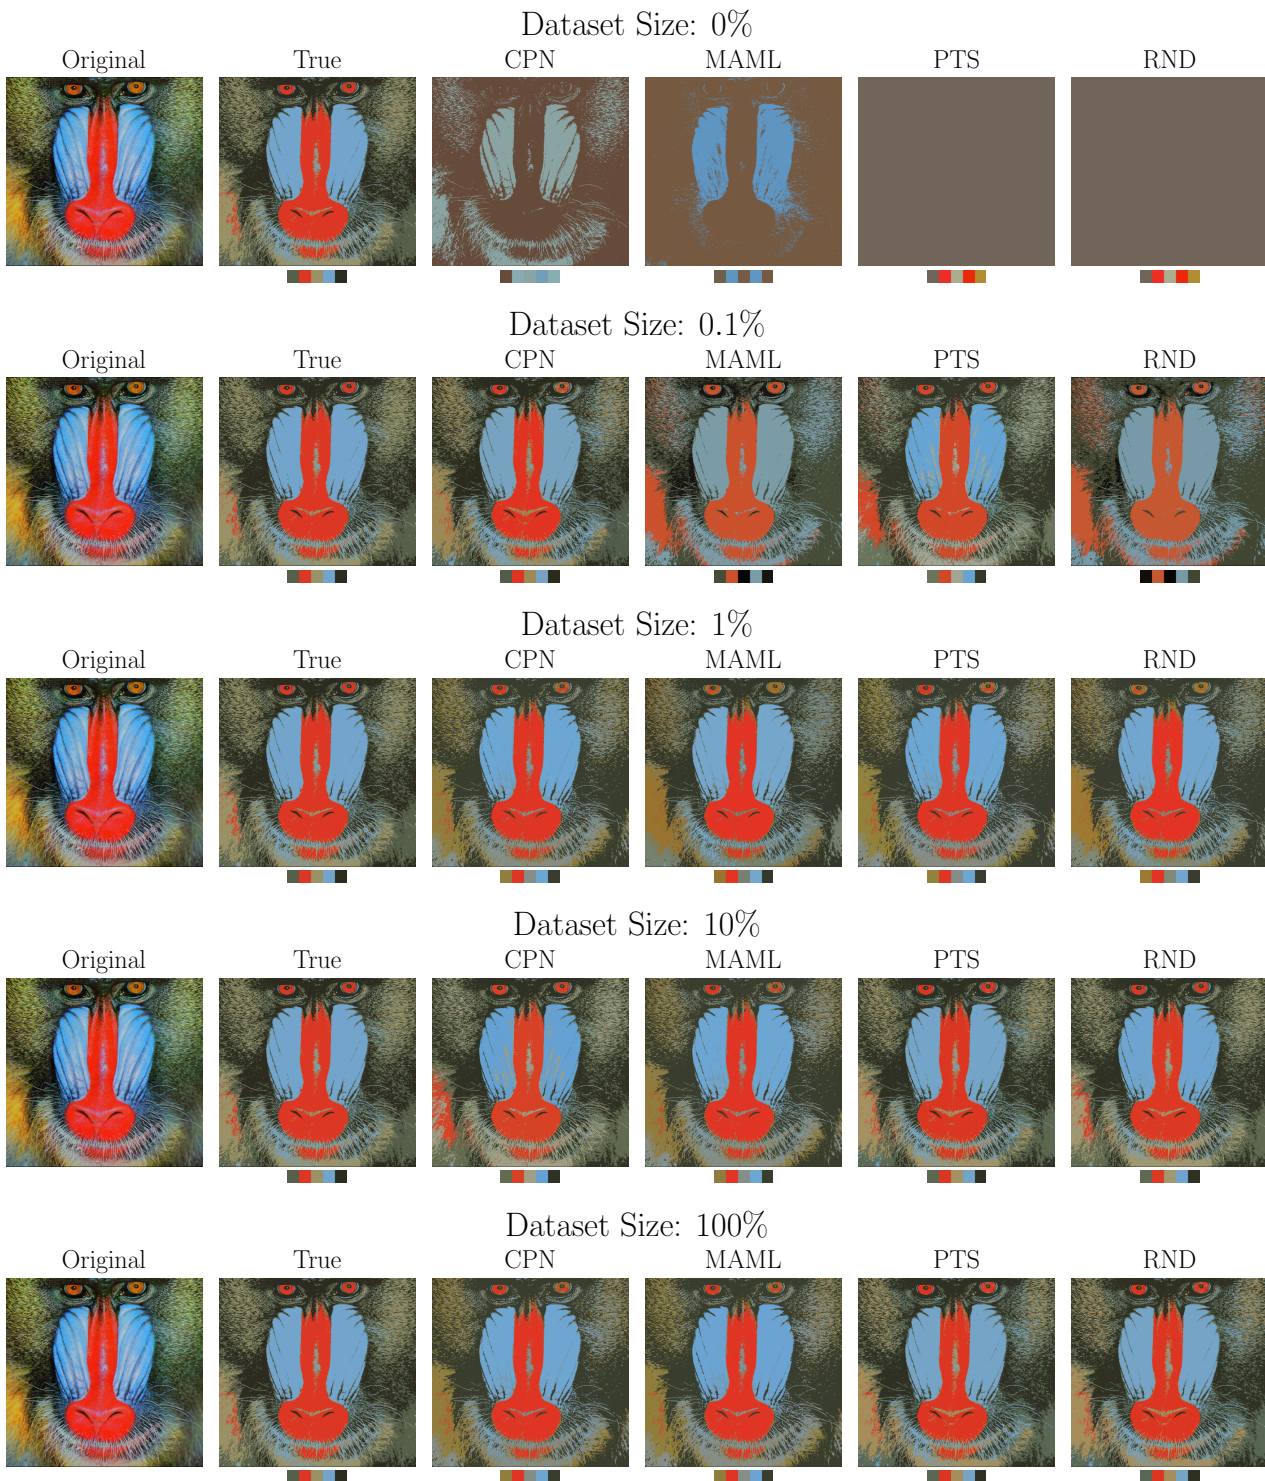 Dataset Size: 0%
Original True CPN MAML PTS RND
Dataset Size: 0.1%
Original True CPN MAML PTS RND
Dataset Size: 1%
Original True CPN MAML PTS RND
Dataset Size: 10%
Original True CPN MAML PTS RND
Dataset Size: 100%
Original True CPN MAML PTS RND